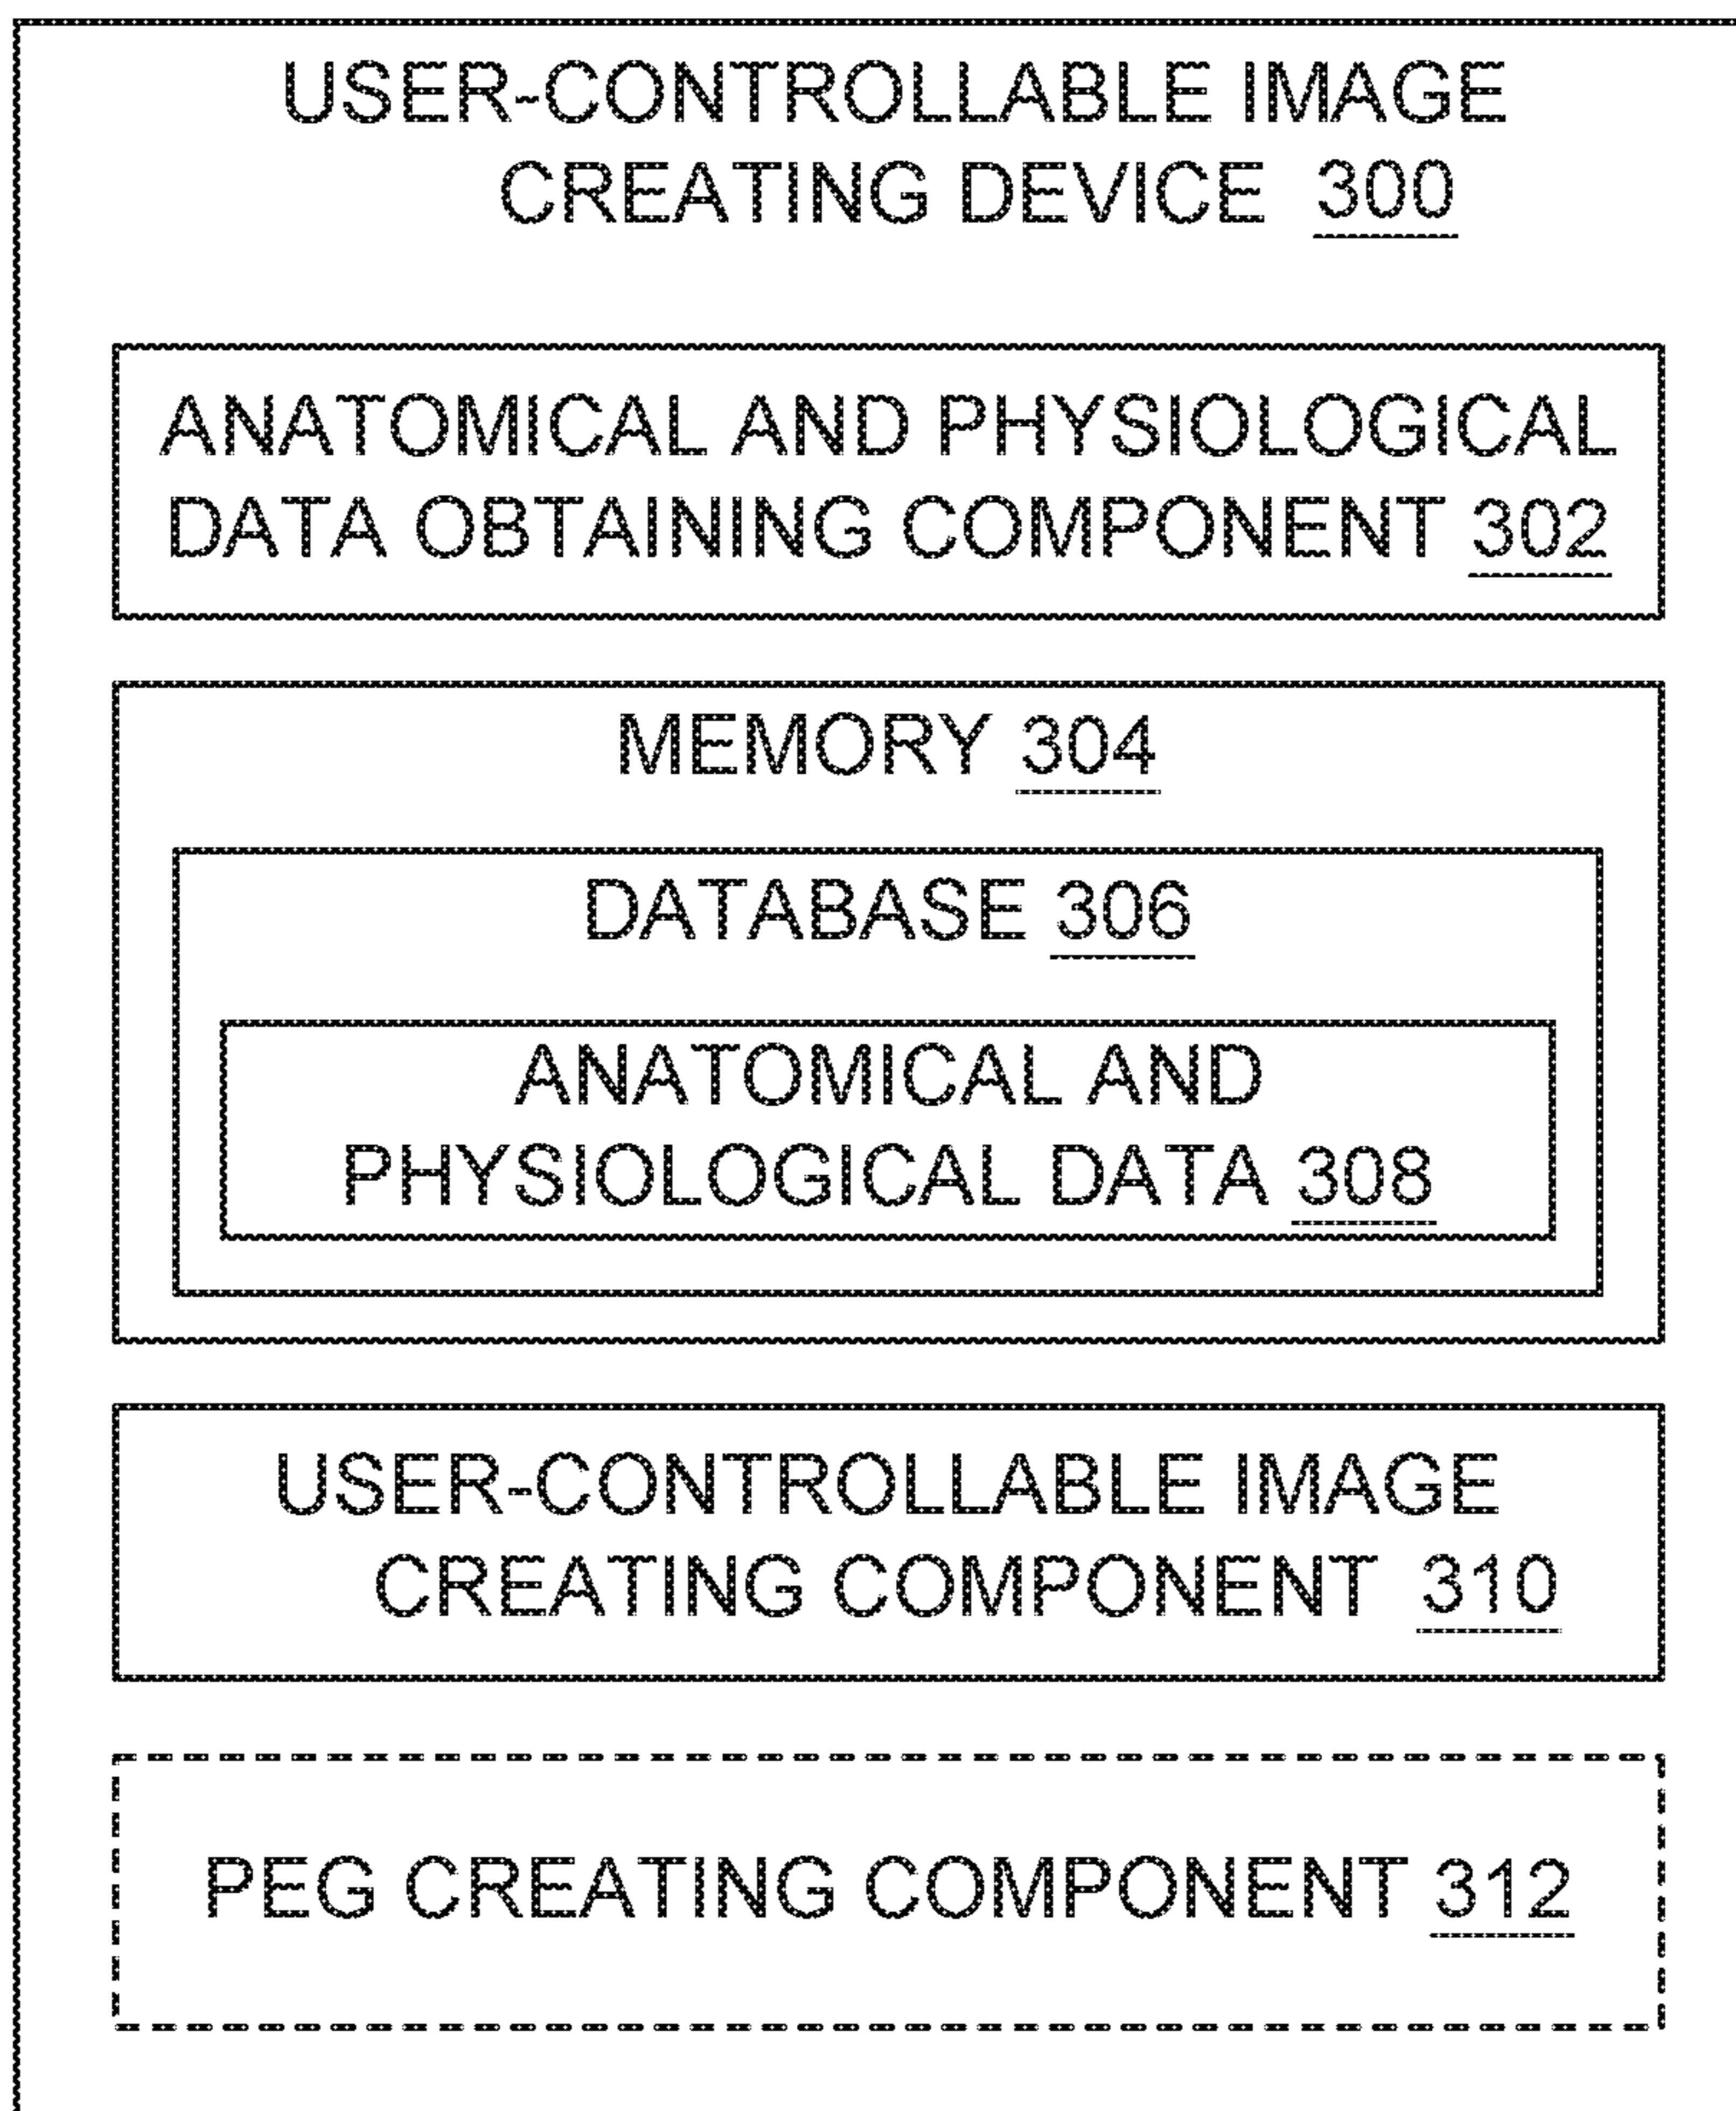 USER-CONTROLLABLE IMAGE
CREATING DEVICE 300
ANATOMICAL AND PHYSIOLOGICAL
DATA OBTAINING COMPONENT 302
MEMORY 304
DATABASE 306
ANATOMICAL AND
PHYSIOLOGICAL DATA 308
USER-CONTROLLABLE IMAGE
CREATING COMPONENT 310
PEG CREATING COMPONENT 312